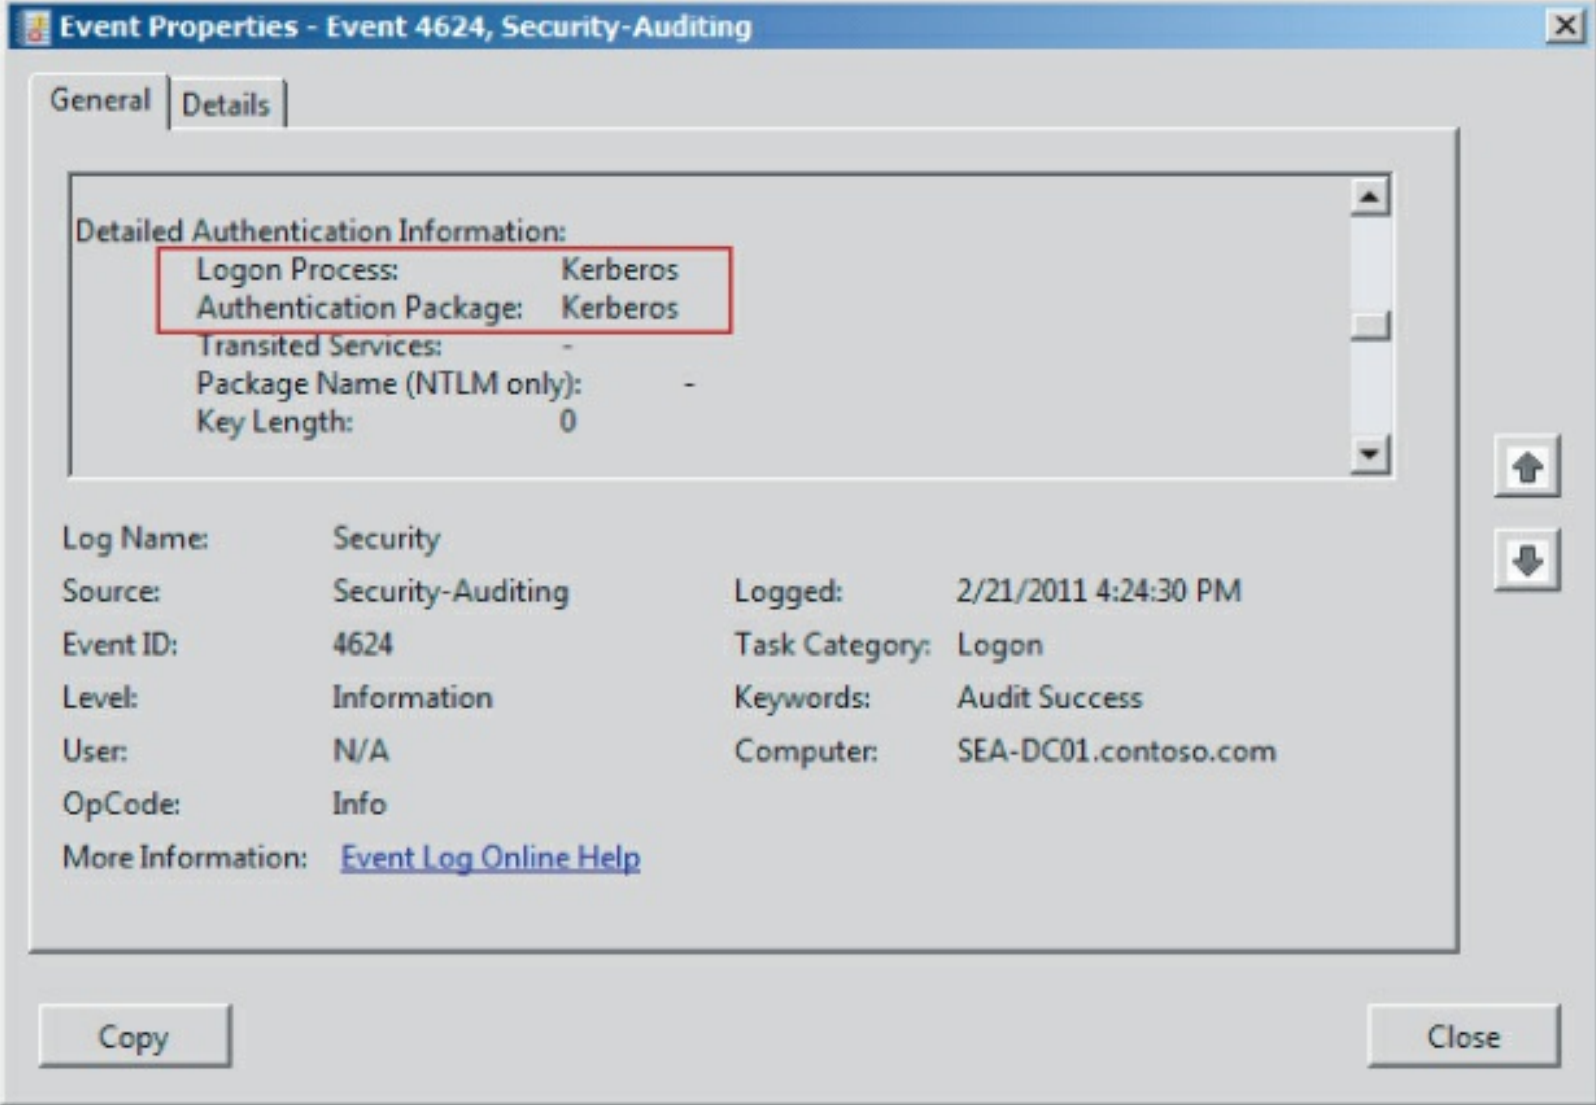 Event Properties - Event 4624, Security-Auditing
General Details
Detailed Authentication Information:
Logon Process: Kerberos
Authentication Package: Kerberos
Transited Services: -
Package Name (NTLM only): -
Key Length: 0
Log Name: Security
Source: Security-Auditing Logged: 2/21/2011 4:24:30 PM
Event ID: 4624 Task Category: Logon
Level: Information Keywords: Audit Success
User: N/A Computer: SEA-DC01.contoso.com
OpCode: Info
More Information: Event Log Online Help
Copy Close